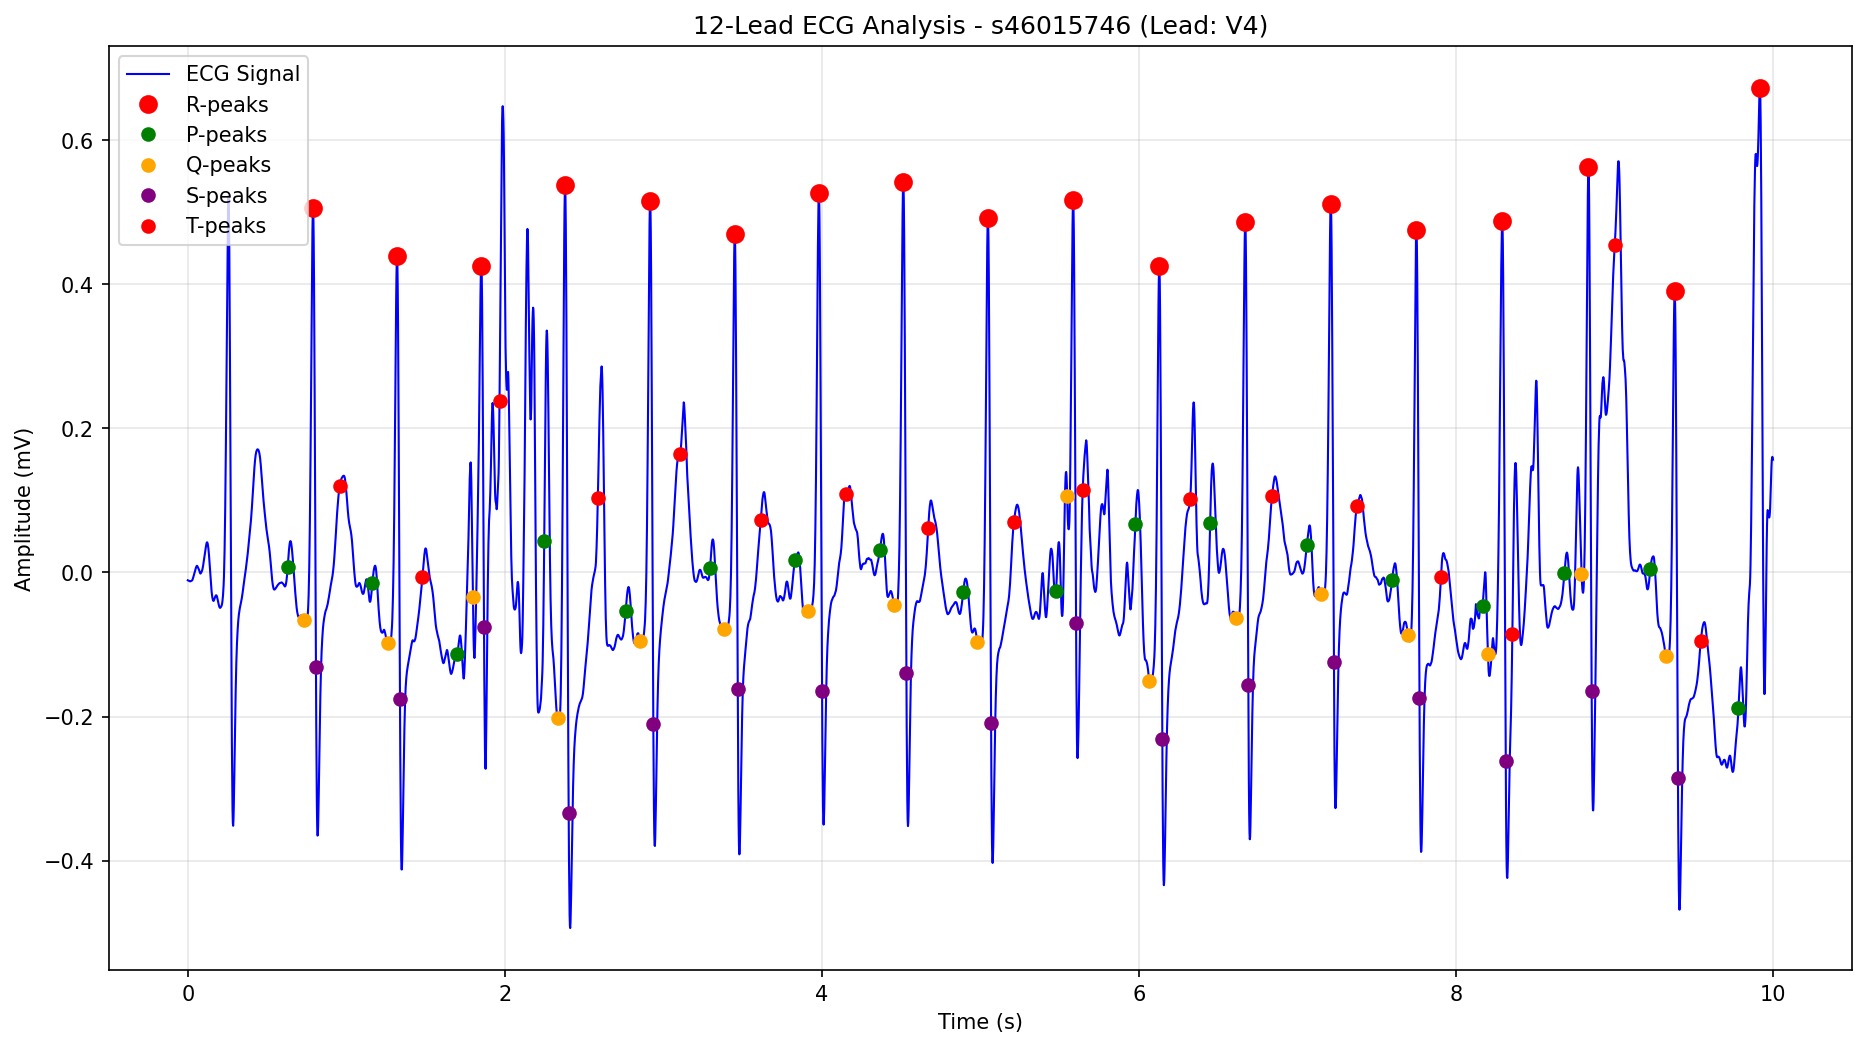 12-Lead ECG Analysis - s46015746 (Lead: V4)
ECG Signal
R-peaks
P-peaks
Q-peaks
S-peaks
T-peaks
Amplitude (mV)
0.6
0.4
0.2
0.0
−0.2
−0.4
0 2 4 6 8 10
Time (s)